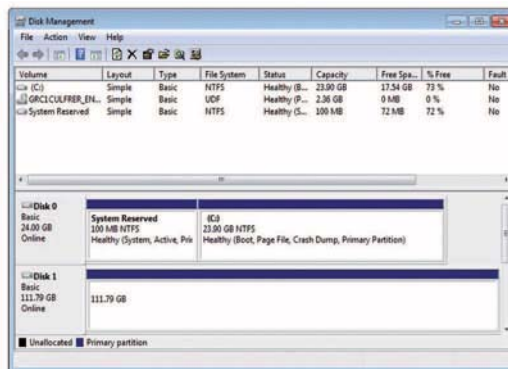 Disk Management
File Action View Help
Volume Layout Type File System Status Capacity Free Spa... % Free Fault
(C:) Simple Basic NTFS Healthy (B... 23.90 GB 17.54 GB 73 % No
GRC1CULFRER_EN... Simple Basic UDF Healthy (P... 2.36 GB 0 MB 0 % No
System Reserved Simple Basic NTFS Healthy (S... 100 MB 72 MB 72 % No
Disk 0
Basic
24.00 GB
Online
System Reserved
100 MB NTFS
Healthy (System, Active, Pri
(C:)
23.90 GB NTFS
Healthy (Boot, Page File, Crash Dump, Primary Partition)
Disk 1
Basic
111.79 GB
Online
111.79 GB
Unallocated Primary partition